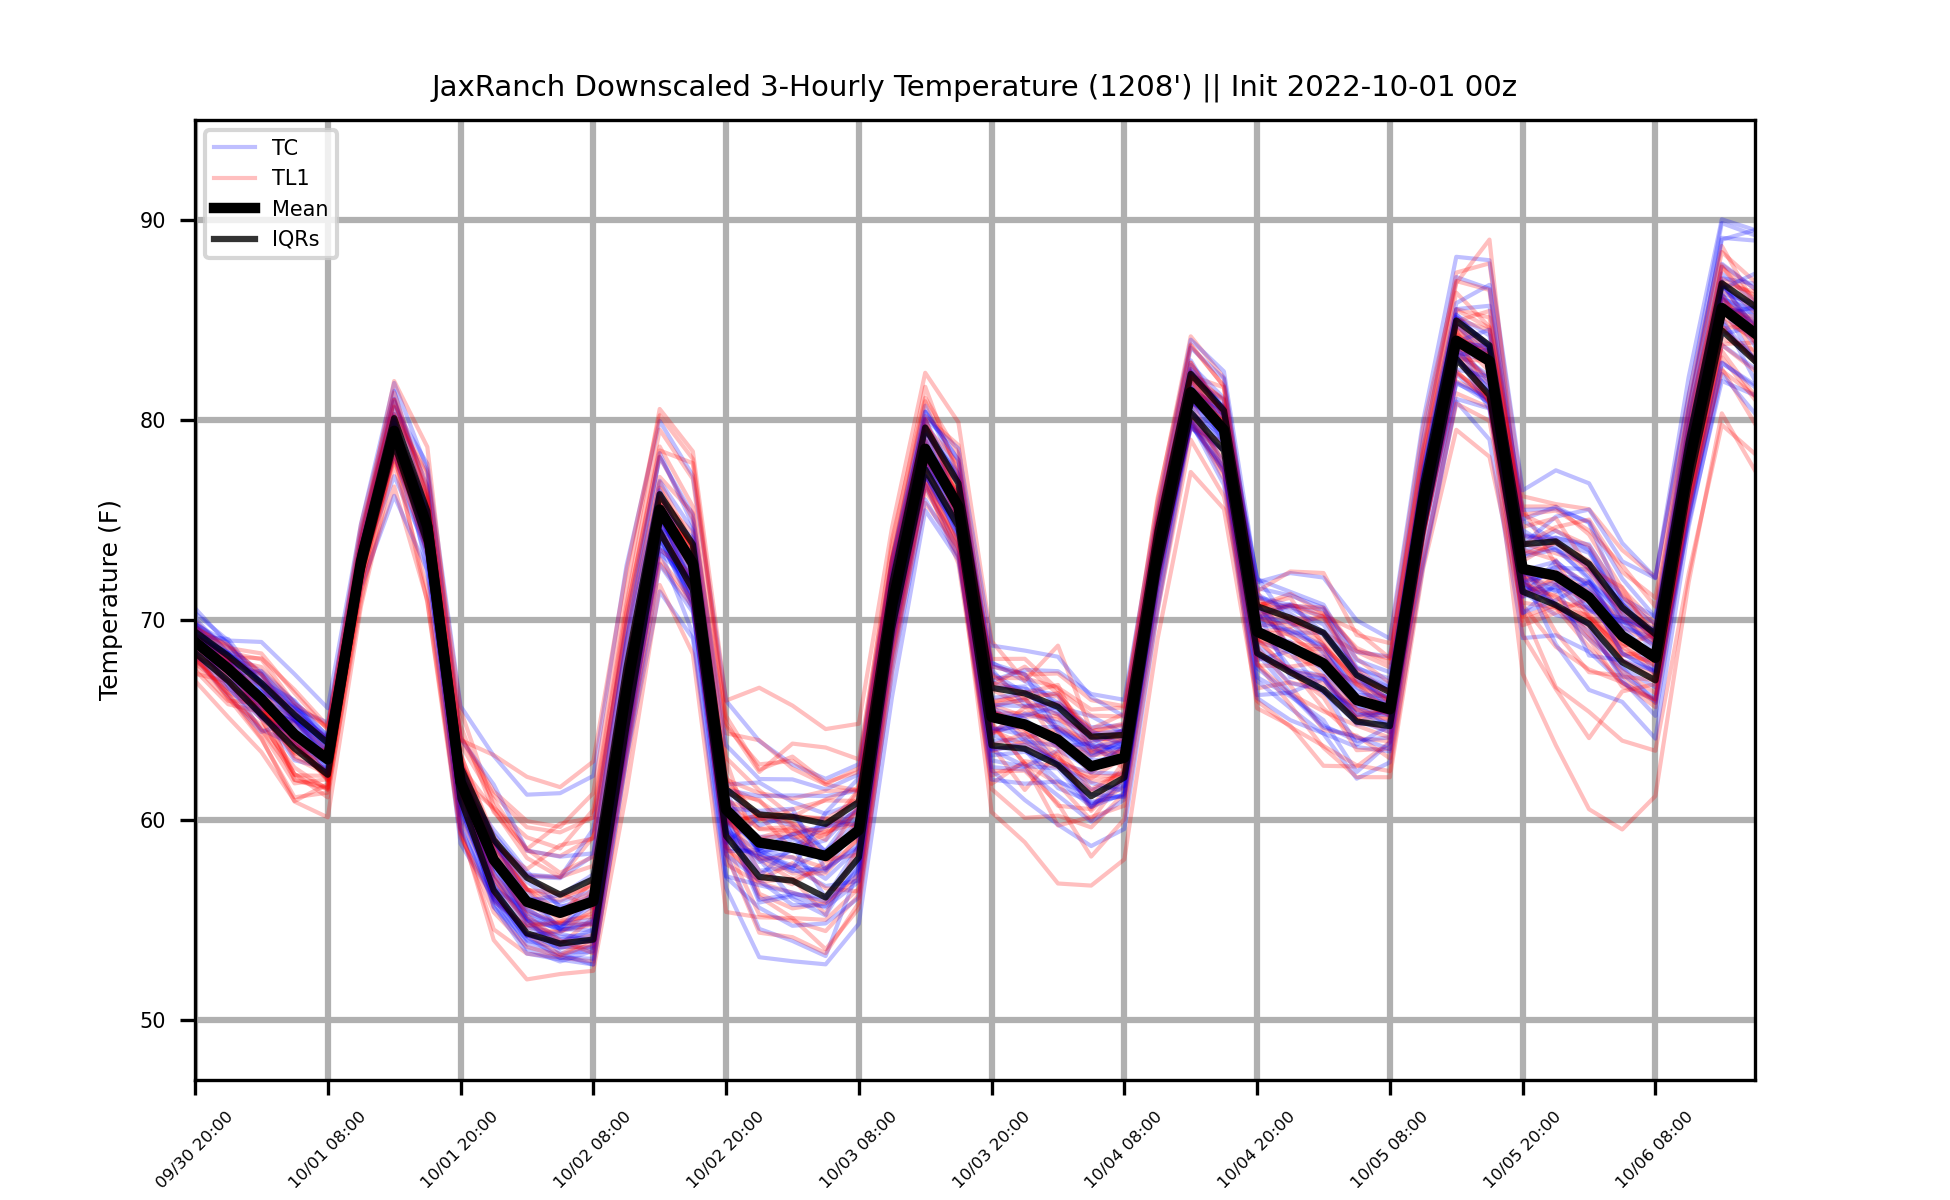 JaxRanch Downscaled 3-Hourly Temperature (1208') || Init 2022-10-01 00z
TC
TL1
Mean
IQRs
Temperature (F)
90
80
70
60
50
09/30 20:00
10/01 08:00
10/01 20:00
10/02 08:00
10/02 20:00
10/03 08:00
10/03 20:00
10/04 08:00
10/04 20:00
10/05 08:00
10/05 20:00
10/06 08:00